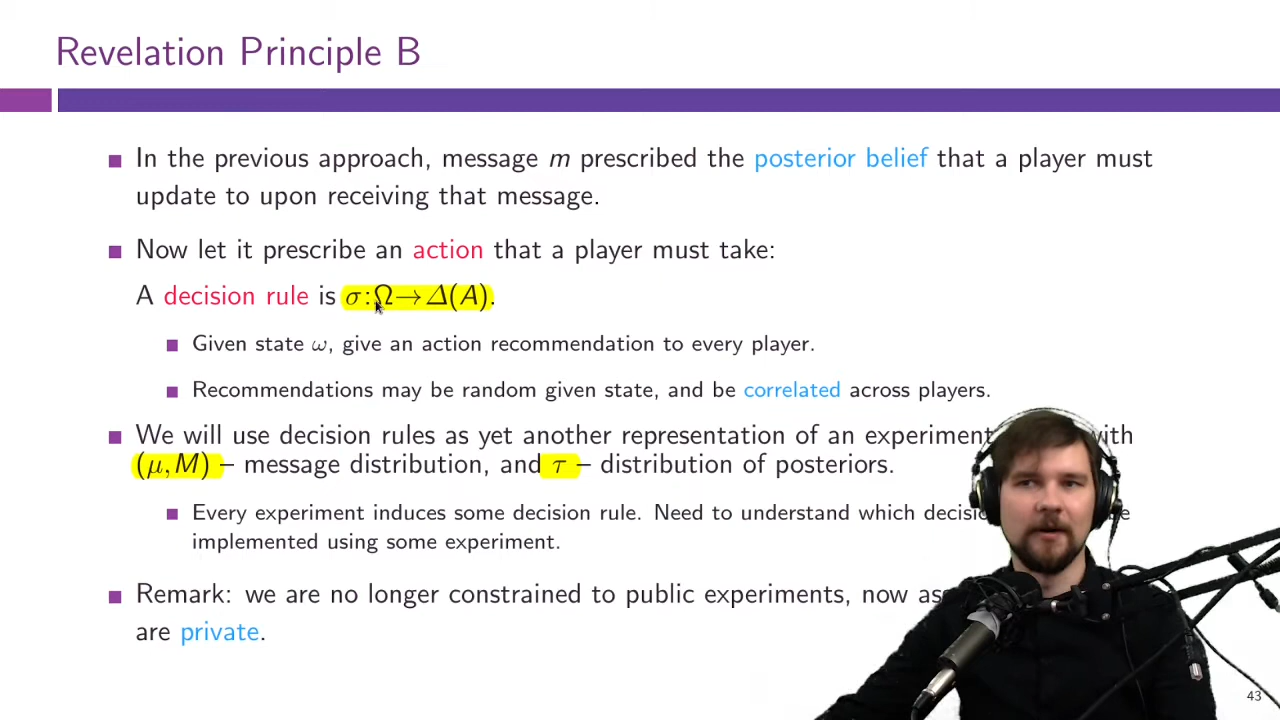 Revelation Principle B
In the previous approach, message m prescribed the posterior belief that a player must
update to upon receiving that message.
Now let it prescribe an action that a player must take:
A decision rule is σ:Ω→Δ(A).
Given state ω, give an action recommendation to every player.
Recommendations may be random given state, and be correlated across players.
We will use decision rules as yet another representation of an experiment with
(μ,M) – message distribution, and τ – distribution of posteriors.
Every experiment induces some decision rule. Need to understand which
implemented using some experiment.
Remark: we are no longer constrained to public experiments, now
are private.
43